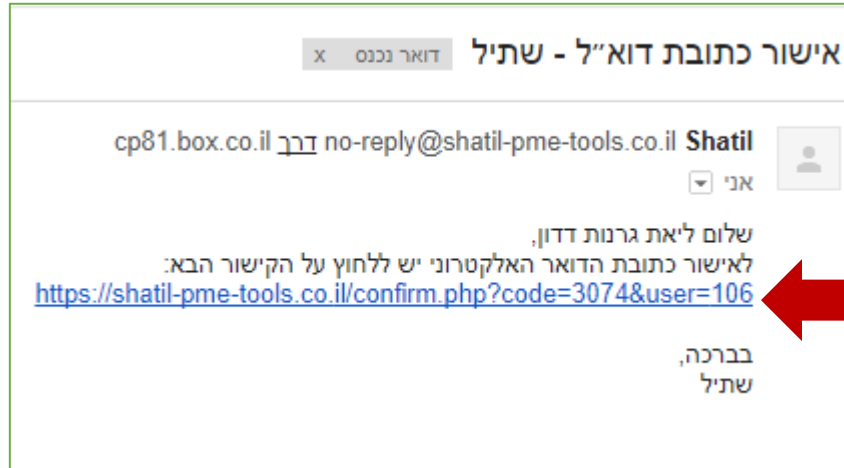 אישור כתובת דוא״ל - שתיל דואר נכנס x
Shatil no-reply@shatil-pme-tools.co.il דרך cp81.box.co.il
אני
שלום ליאת גרנות דדון,
לאישור כתובת הדואר האלקטרוני יש ללחוץ על הקישור הבא:
https://shatil-pme-tools.co.il/confirm.php?code=3074&user=106
בברכה,
שתיל